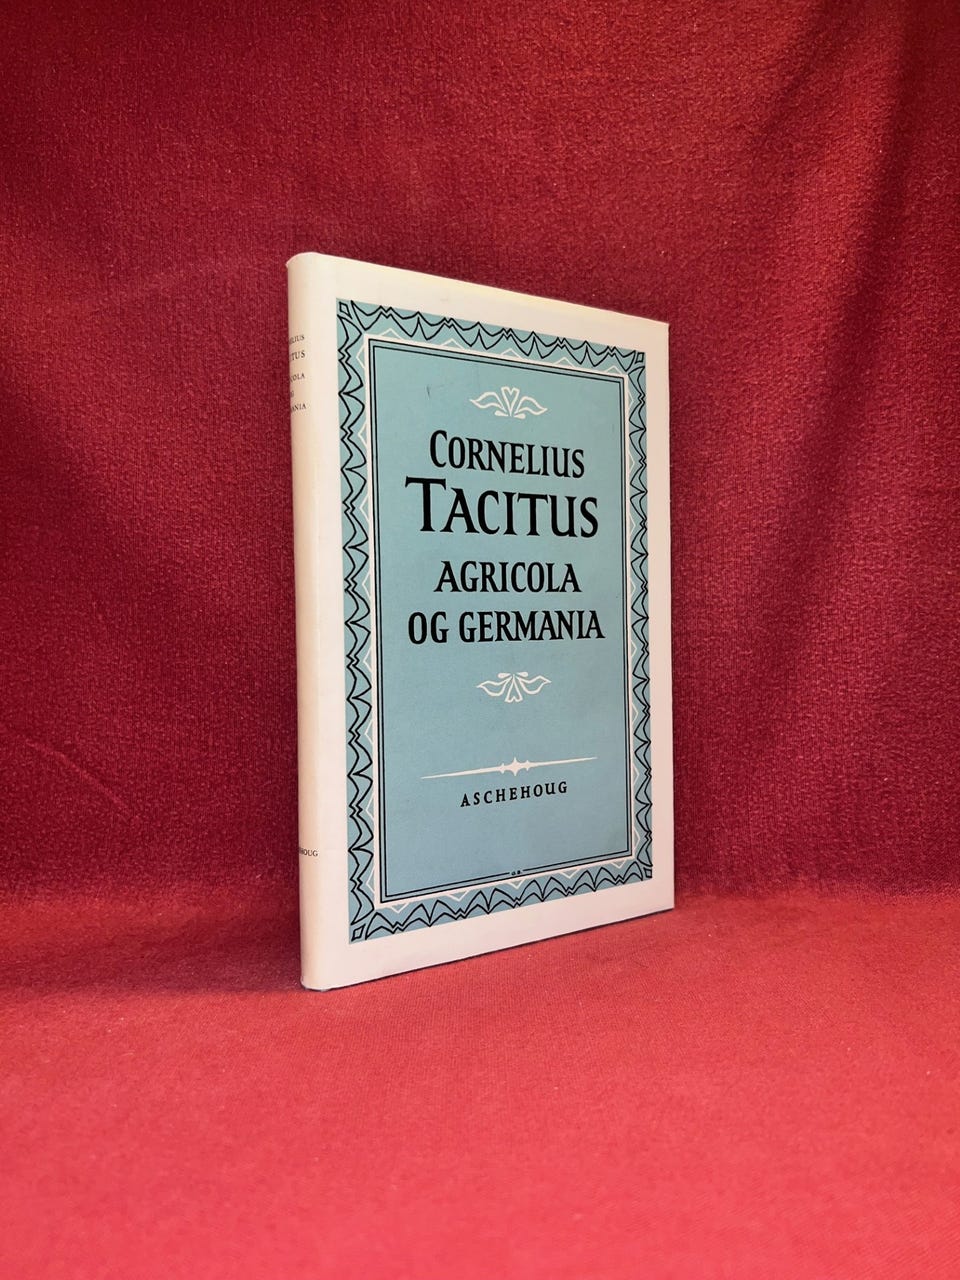 CORNELIUS
TACITUS
AGRICOLA
OG GERMANIA
ASCHEHOUG